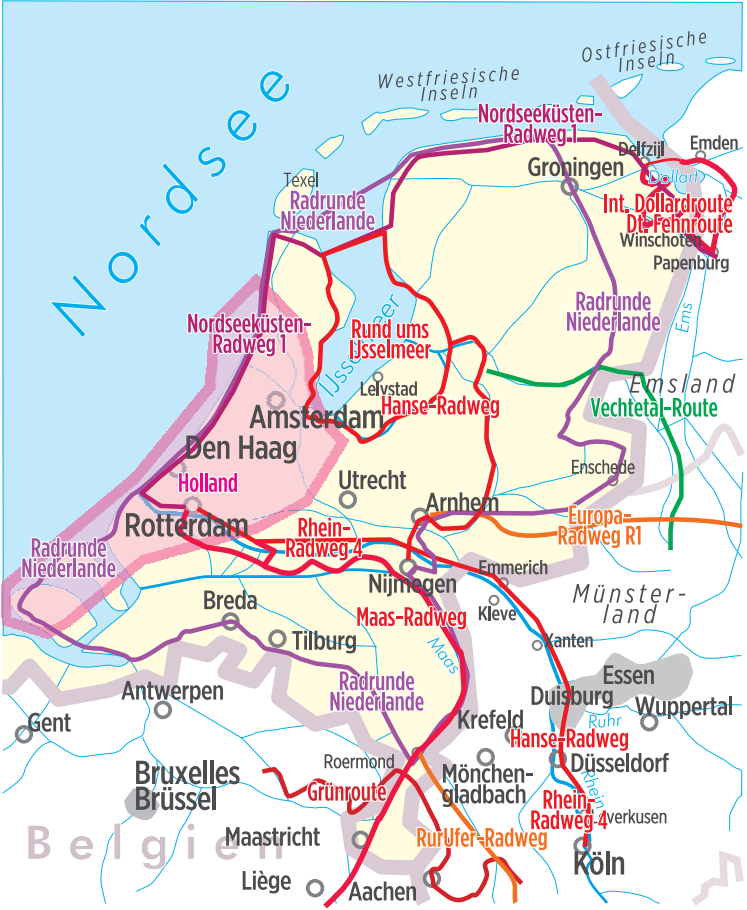 Ostfriesische
Inseln
Westfriesische
Inseln
Nordsee
Nordseeküsten-
Radweg 1
Delfzijl
Emden
Groningen
Dollart
Texel
Radrunde
Niederlande
Int. Dollardroute
Dt. Fehnroute
Winschoten
Papenburg
Nordseeküsten-
Radweg 1
Rund ums
IJsselmeer
IJsselmeer
Radrunde
Niederlande
Ems
Lelystad
Hanse-Radweg
Emsland
Vechtetal-Route
Amsterdam
Den Haag
Holland
Utrecht
Enschede
Rotterdam
Arnhem
Rhein-
Radweg 4
Europa-
Radweg R1
Radrunde
Niederlande
Nijmegen
Emmerich
Kleve
Münster-
land
Breda
Maas-Radweg
Tilburg
Maas
Xanten
Radrunde
Niederlande
Essen
Duisburg
Antwerpen
Wuppertal
Gent
Krefeld
Ruhr
Hanse-Radweg
Roermond
Mönchen-
gladbach
Düsseldorf
Bruxelles
Brüssel
Grünroute
Rhein
Rhein-
Radweg 4
verkusen
Belgien
Maastricht
RurUfer-Radweg
Köln
Liège
Aachen